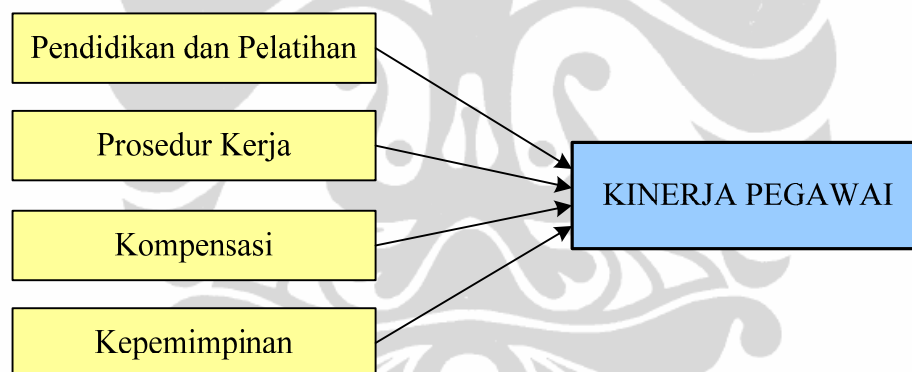 Pendidikan dan Pelatihan
Prosedur Kerja
Kompensasi
Kepemimpinan
KINERJA PEGAWAI